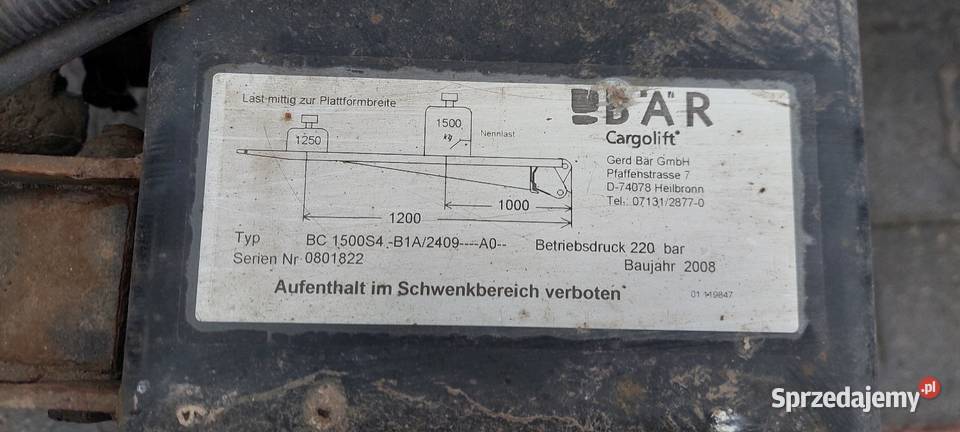 Last mittig zur Plattformbreite
1250
1500
kg
Nennlast
BÄR
Cargolift
Gerd Bär GmbH
Pfaffenstrasse 7
D-74078 Heilbronn
Tel.: 07131/2877-0
1000
1200
Typ BC 1500S4 -B1A/2409----A0-- Betriebsdruck 220 bar
Serien Nr 0801822 Baujahr 2008
Aufenthalt im Schwenkbereich verboten
01 119847
Sprzedajemy.pl